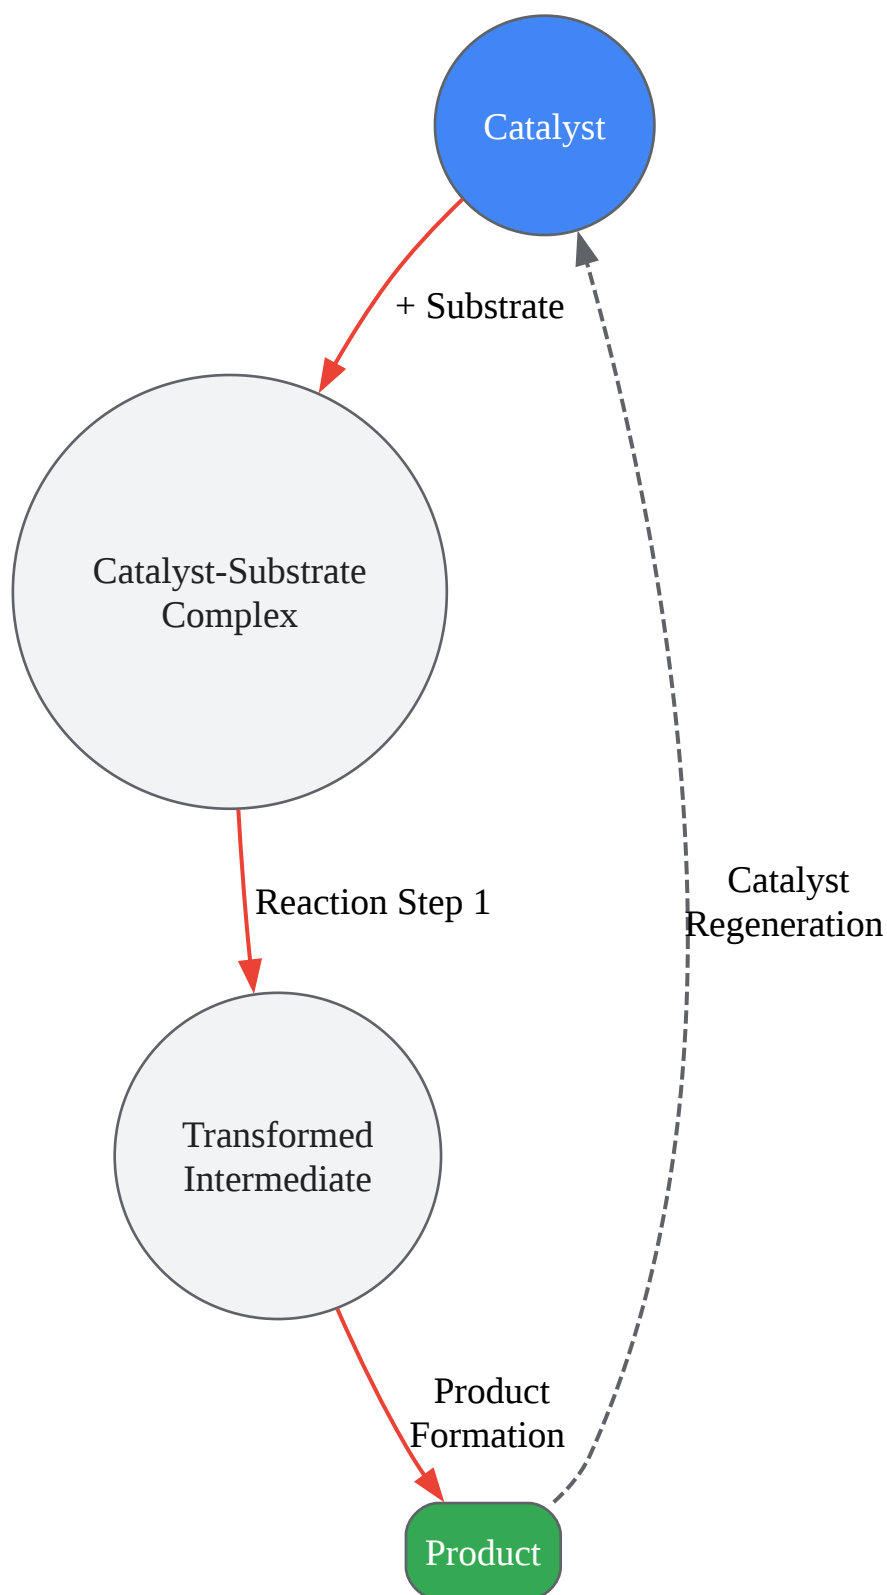 Catalyst
+ Substrate
Catalyst-Substrate
Complex
Reaction Step 1
Catalyst
Regeneration
Transformed
Intermediate
Product
Formation
Product